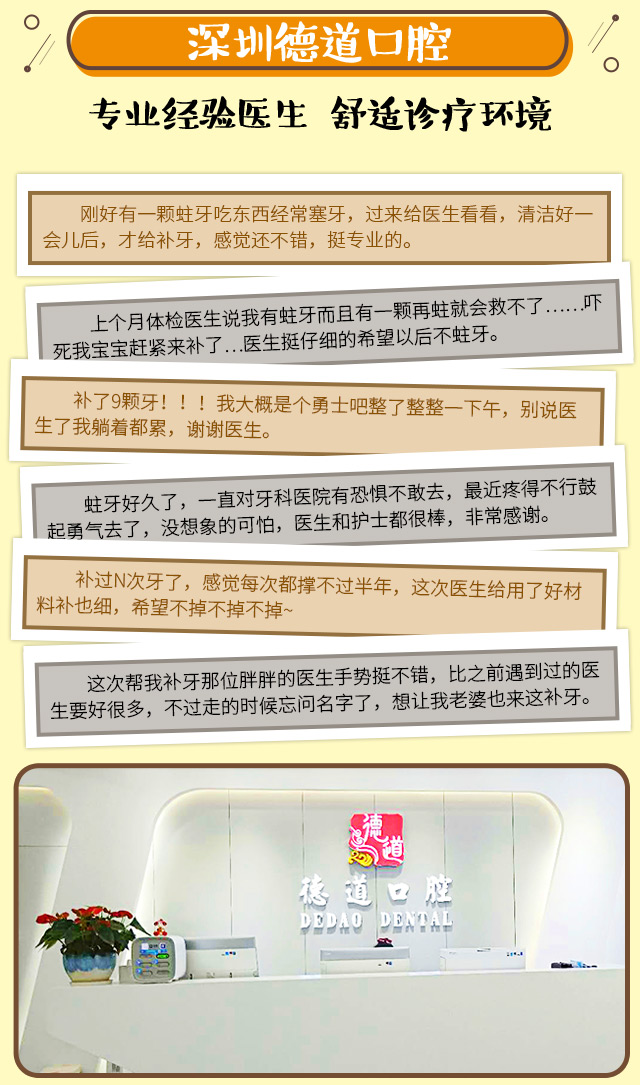 深圳德道口腔
专业经验医生 舒适诊疗环境
刚好有一颗蛀牙吃东西经常塞牙，过来给医生看看，清洁好一
会儿后，才给补牙，感觉还不错，挺专业的。
上个月体检医生说我有蛀牙而且有一颗再蛀就会救不了……吓
死我宝宝赶紧来补了…医生挺仔细的希望以后不蛀牙。
补了9颗牙！！！我大概是个勇士吧整了整整一下午，别说医
生了我躺着都累，谢谢医生。
蛀牙好久了，一直对牙科医院有恐惧不敢去，最近疼得不行鼓
起勇气去了，没想象的可怕，医生和护士都很棒，非常感谢。
补过N次牙了，感觉每次都撑不过半年，这次医生给用了好材
料补也细，希望不掉不掉不掉~
这次帮我补牙那位胖胖的医生手势挺不错，比之前遇到过的医
生要好很多，不过走的时候忘问名字了，想让我老婆也来这补牙。
德道
德道口腔
DEDAO DENTAL